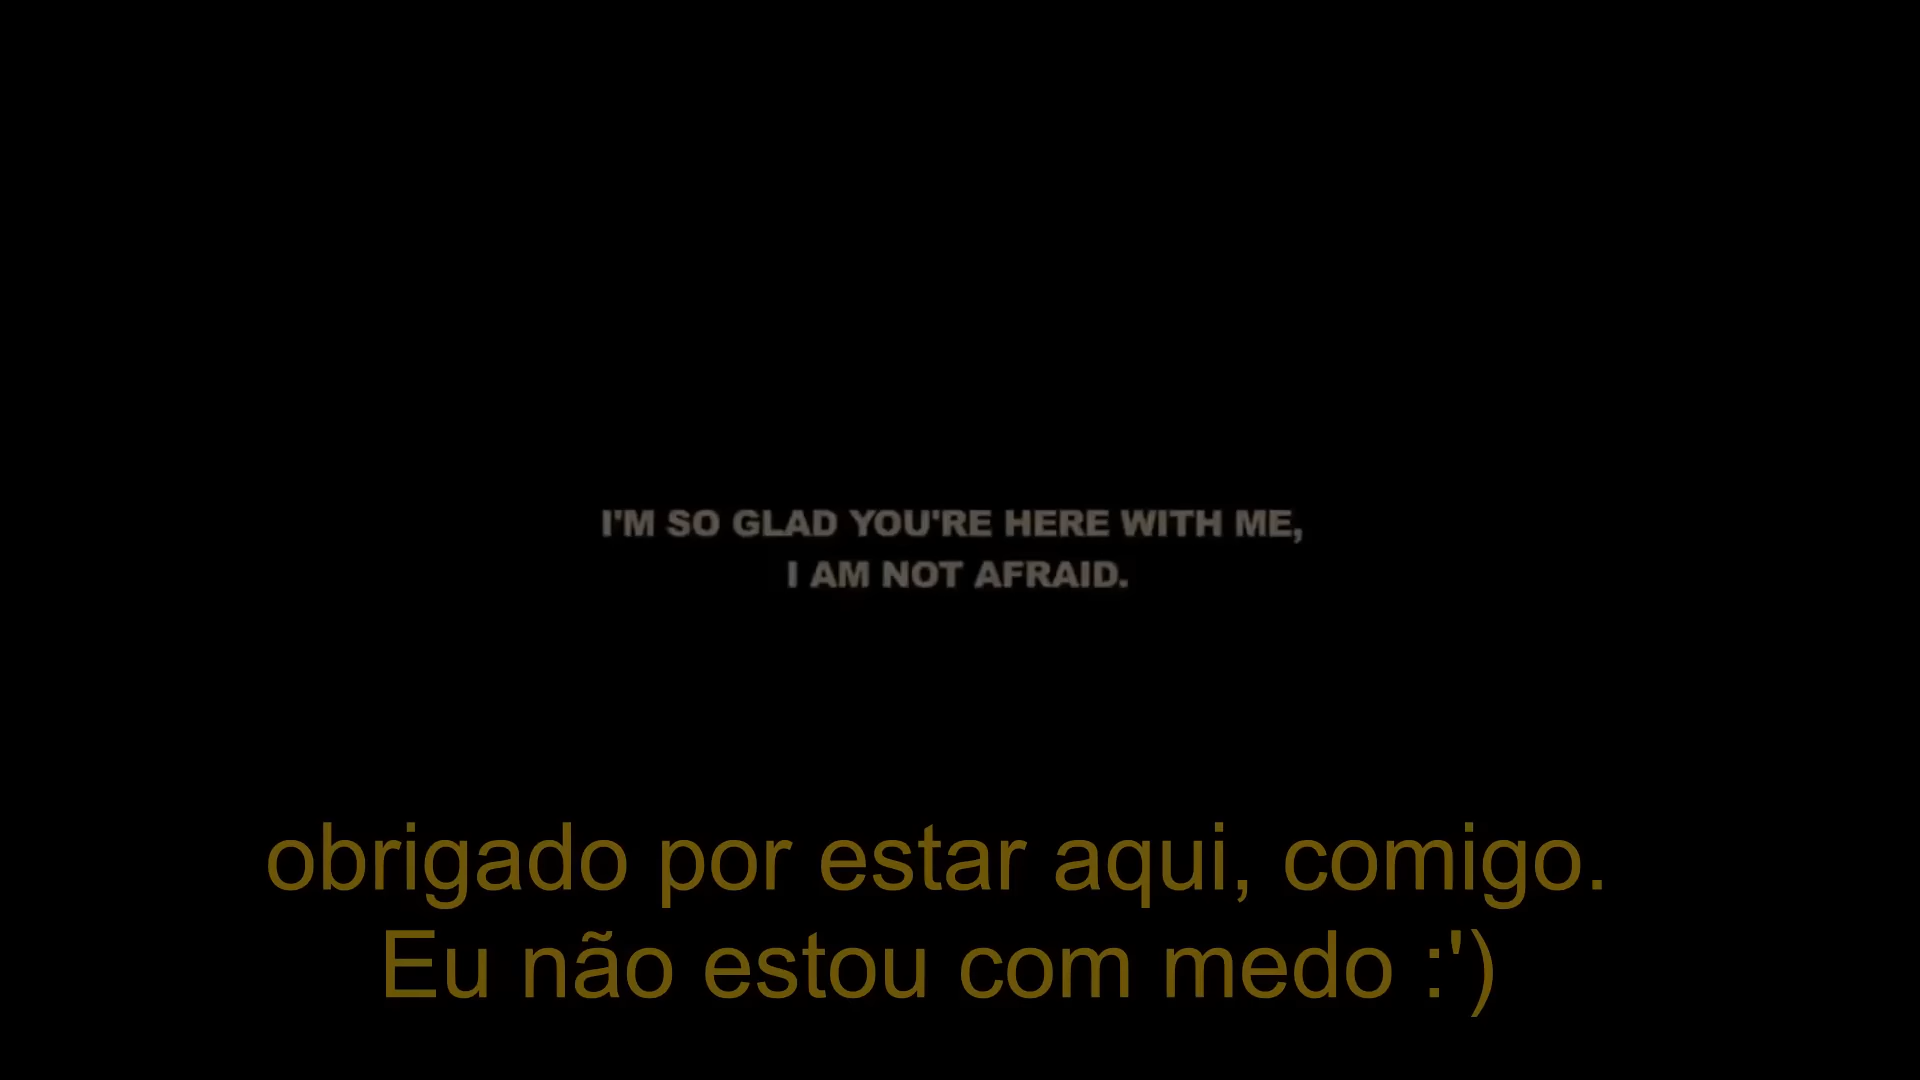 I'M SO GLAD YOU'RE HERE WITH ME,
I AM NOT AFRAID.
obrigado por estar aqui, comigo.
Eu não estou com medo :')